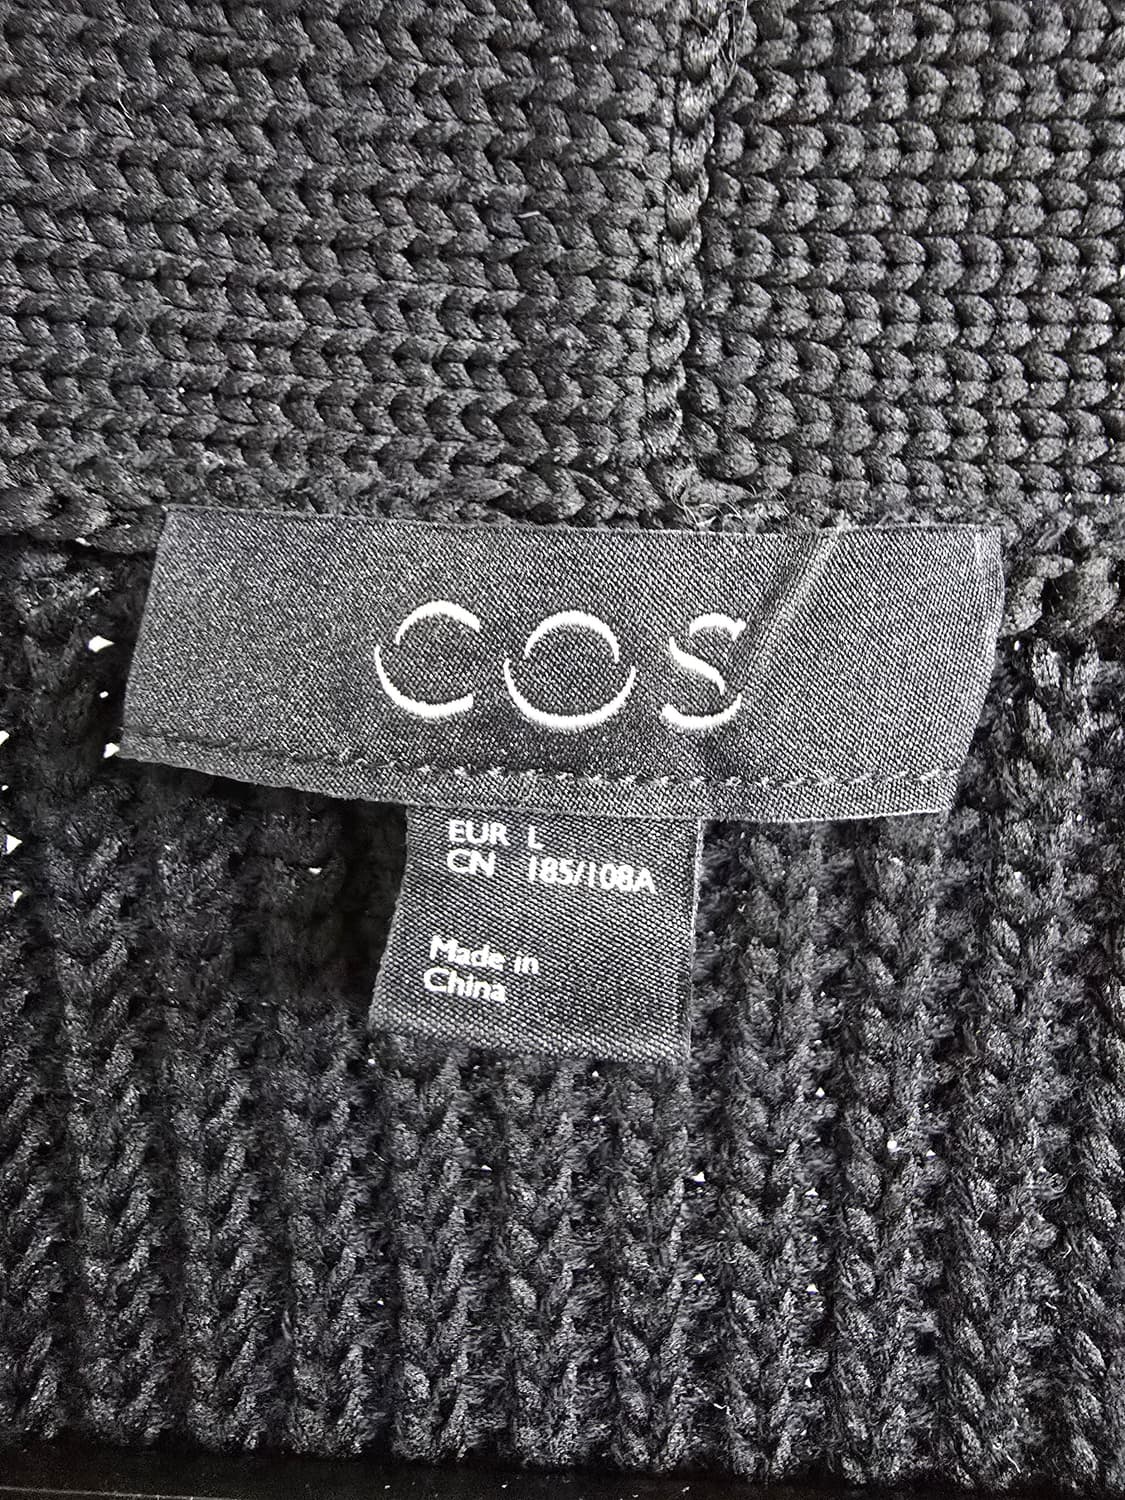 COS
EUR L
CN 185/108A
Made in
China